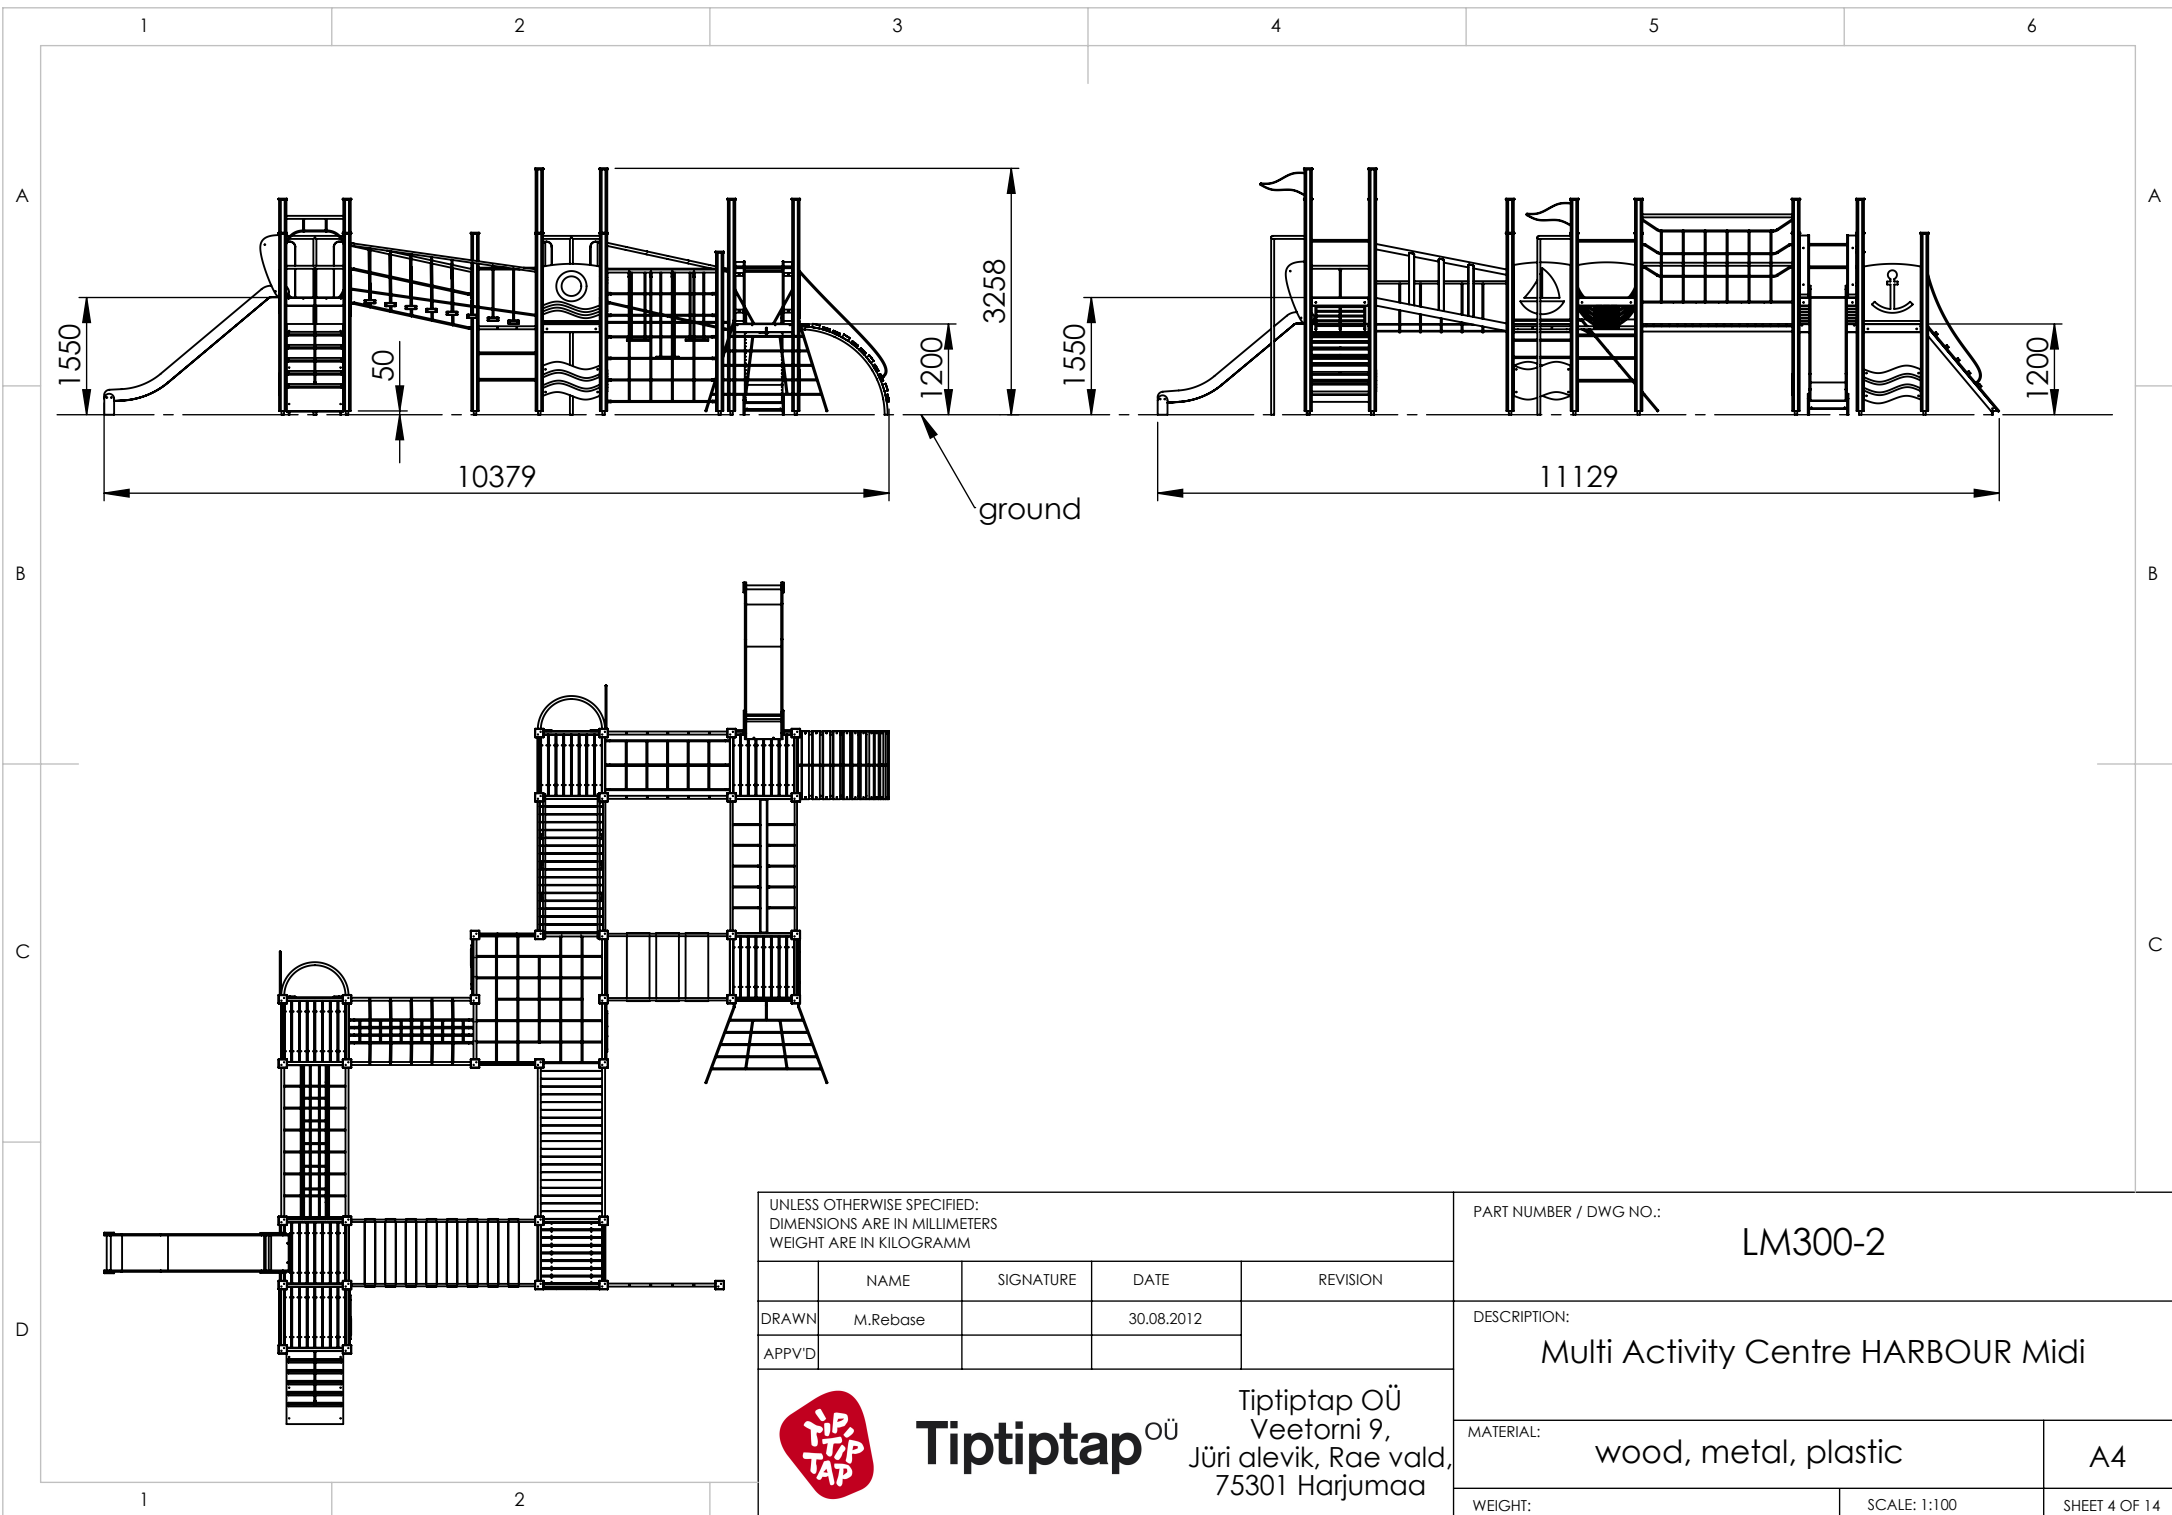 1 2 3 4 5 6
A A
3258
1550
50
1200
1550
1200
10379
11129
ground
B B
C C
D
UNLESS OTHERWISE SPECIFIED:
DIMENSIONS ARE IN MILLIMETERS
WEIGHT ARE IN KILOGRAMM
PART NUMBER / DWG NO.:
LM300-2
NAME SIGNATURE DATE REVISION
DRAWN M.Rebase 30.08.2012
APPV'D
DESCRIPTION:
Multi Activity Centre HARBOUR Midi
TIP
TIP
TAP
Tiptiptap OÜ
Tiptiptap OÜ
Veetorni 9,
Jüri alevik, Rae vald,
75301 Harjumaa
MATERIAL:
wood, metal, plastic
A4
WEIGHT:
SCALE: 1:100
SHEET 4 OF 14
1 2